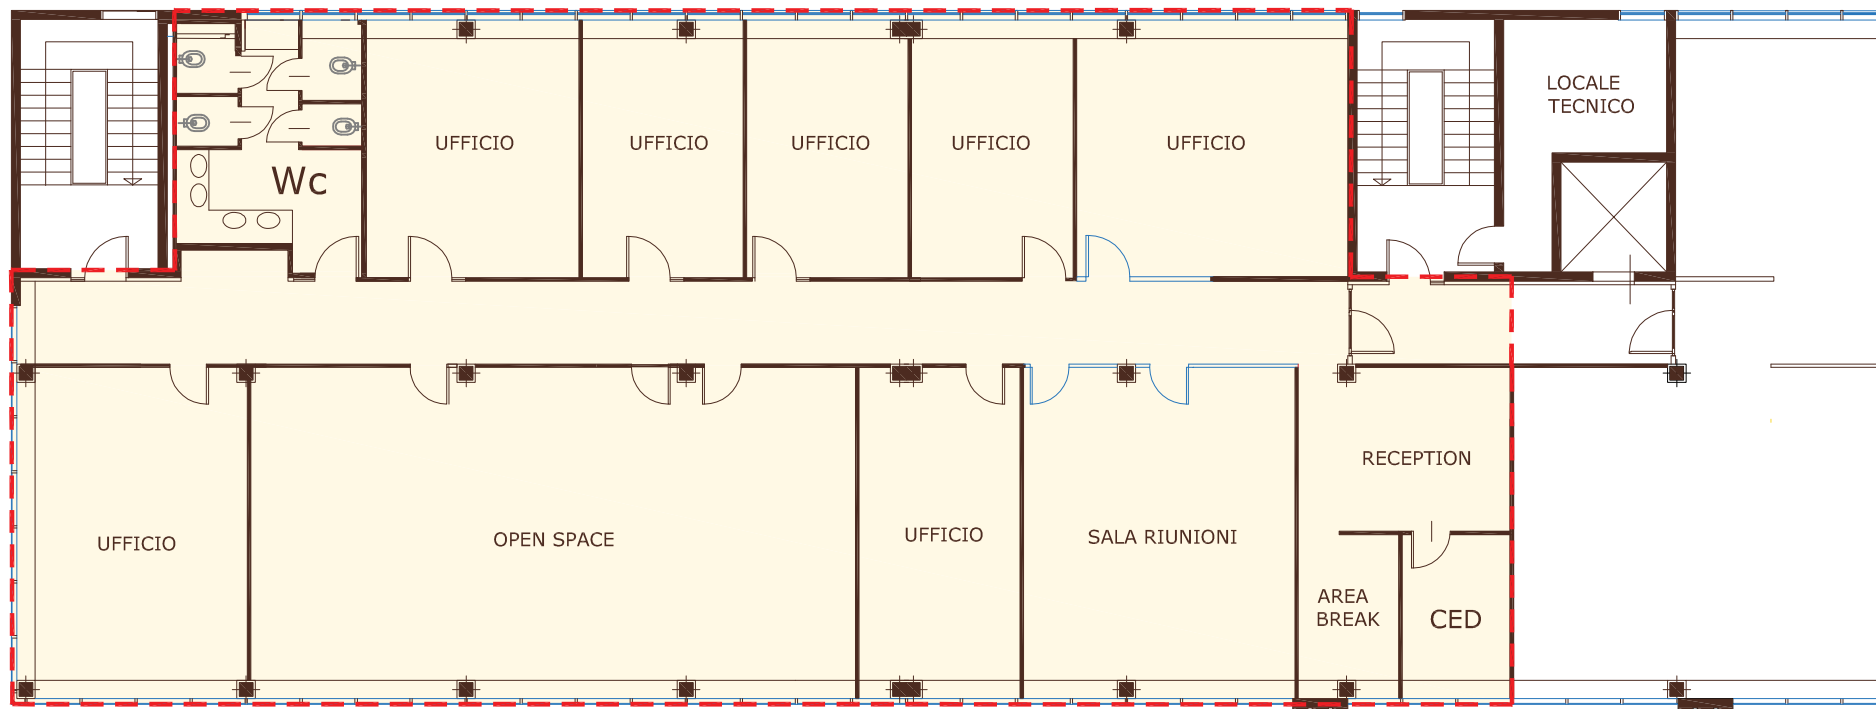 LOCALE
TECNICO
UFFICIO
UFFICIO
UFFICIO
UFFICIO
UFFICIO
Wc
RECEPTION
UFFICIO
OPEN SPACE
UFFICIO
SALA RIUNIONI
AREA
BREAK
CED